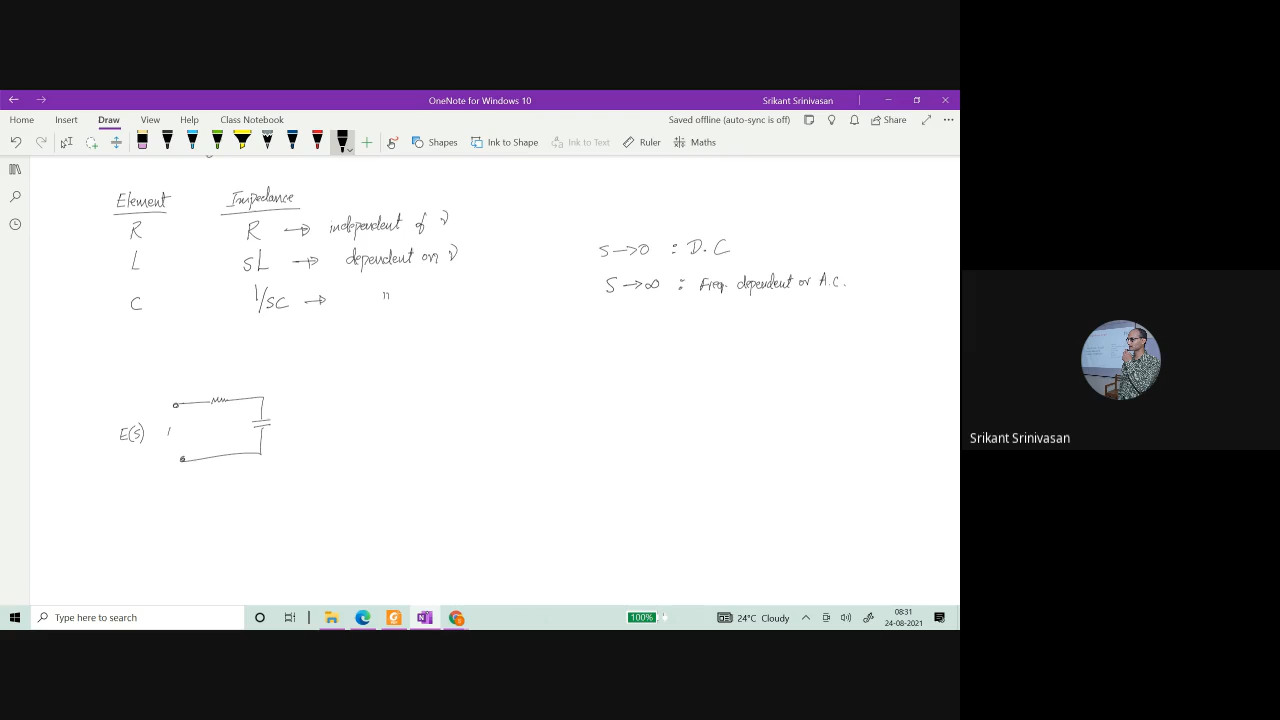 OneNote for Windows 10
Srikant Srinivasan
Home Insert Draw View Help Class Notebook
Saved offline (auto-sync is off)
Share
Shapes Ink to Shape Ink to Text Ruler Maths
Element Impedance
R R → independent of ν
L sL → dependent on ν
C 1/sC → "
S → 0 : D.C
S → ∞ : Freq. dependent or A.C.
E(s)
Srikant Srinivasan
Type here to search
100%
24°C Cloudy
08:31
24-08-2021